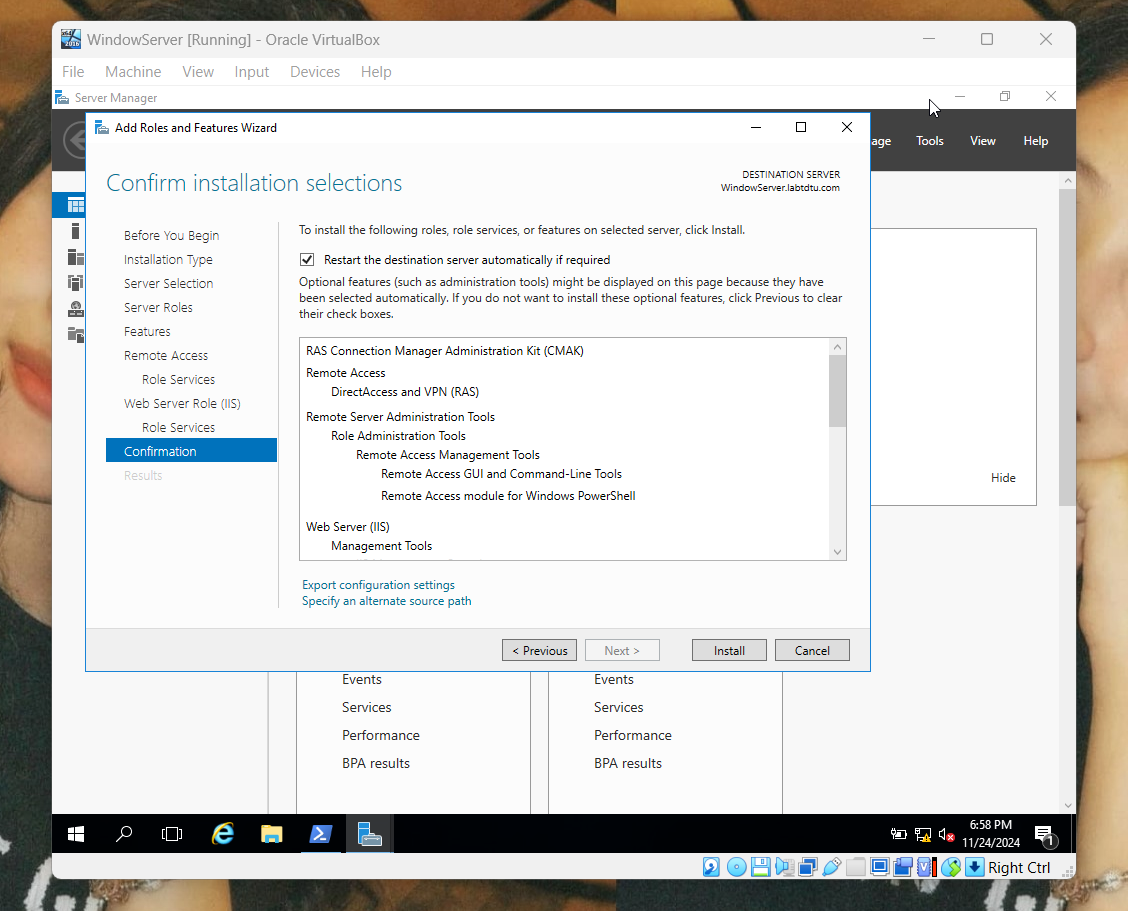 WindowServer [Running] - Oracle VirtualBox
File Machine View Input Devices Help
Server Manager
Add Roles and Features Wizard
age Tools View Help
Confirm installation selections
DESTINATION SERVER
WindowServer.labtdtu.com
Before You Begin
Installation Type
Server Selection
Server Roles
Features
Remote Access
Role Services
Web Server Role (IIS)
Role Services
Confirmation
Results
To install the following roles, role services, or features on selected server, click Install.
Restart the destination server automatically if required
Optional features (such as administration tools) might be displayed on this page because they have
been selected automatically. If you do not want to install these optional features, click Previous to clear
their check boxes.
RAS Connection Manager Administration Kit (CMAK)
Remote Access
DirectAccess and VPN (RAS)
Remote Server Administration Tools
Role Administration Tools
Remote Access Management Tools
Remote Access GUI and Command-Line Tools
Remote Access module for Windows PowerShell
Web Server (IIS)
Management Tools
Export configuration settings
Specify an alternate source path
< Previous Next > Install Cancel
Hide
Events
Services
Performance
BPA results
Events
Services
Performance
BPA results
6:58 PM
11/24/2024
1
Right Ctrl